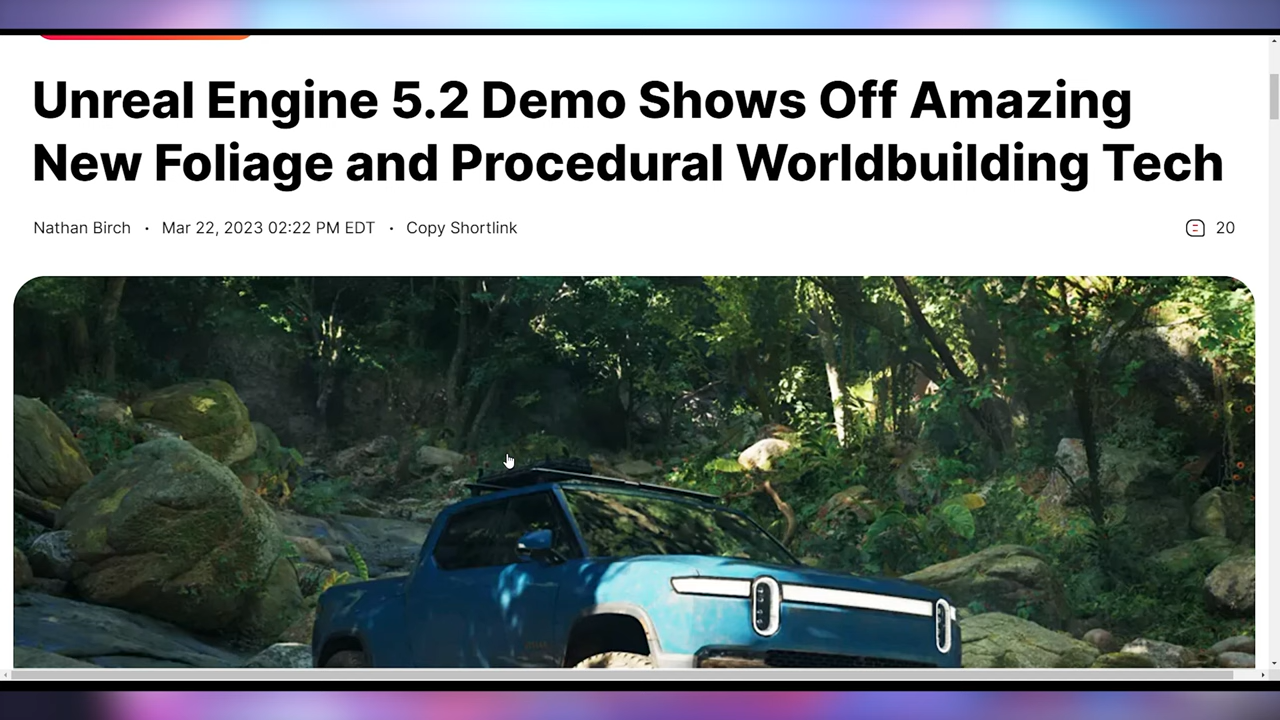 Unreal Engine 5.2 Demo Shows Off Amazing
New Foliage and Procedural Worldbuilding Tech
Nathan Birch • Mar 22, 2023 02:22 PM EDT • Copy Shortlink 20